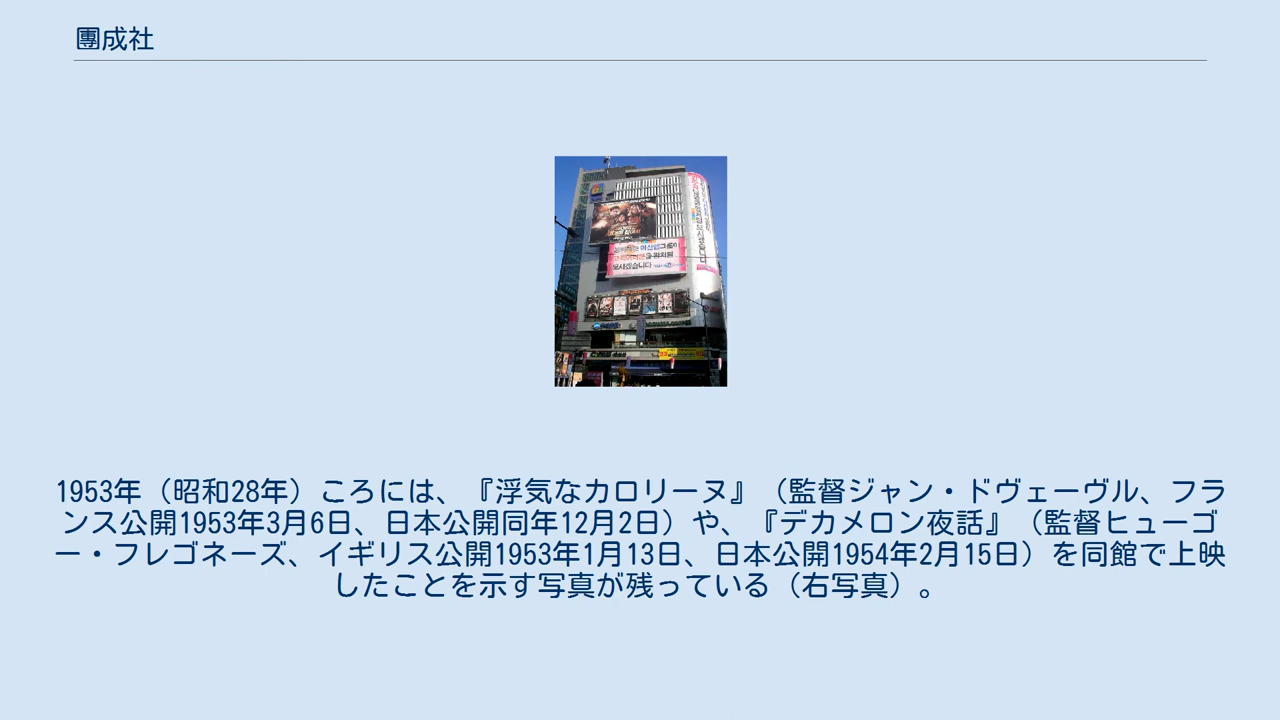 團成社
1953年（昭和28年）ころには、『浮気なカロリーヌ』（監督ジャン・ドヴェーヴル、フラ
ンス公開1953年3月6日、日本公開同年12月2日）や、『デカメロン夜話』（監督ヒューゴ
ー・フレゴネーズ、イギリス公開1953年1月13日、日本公開1954年2月15日）を同館で上映
したことを示す写真が残っている（右写真）。